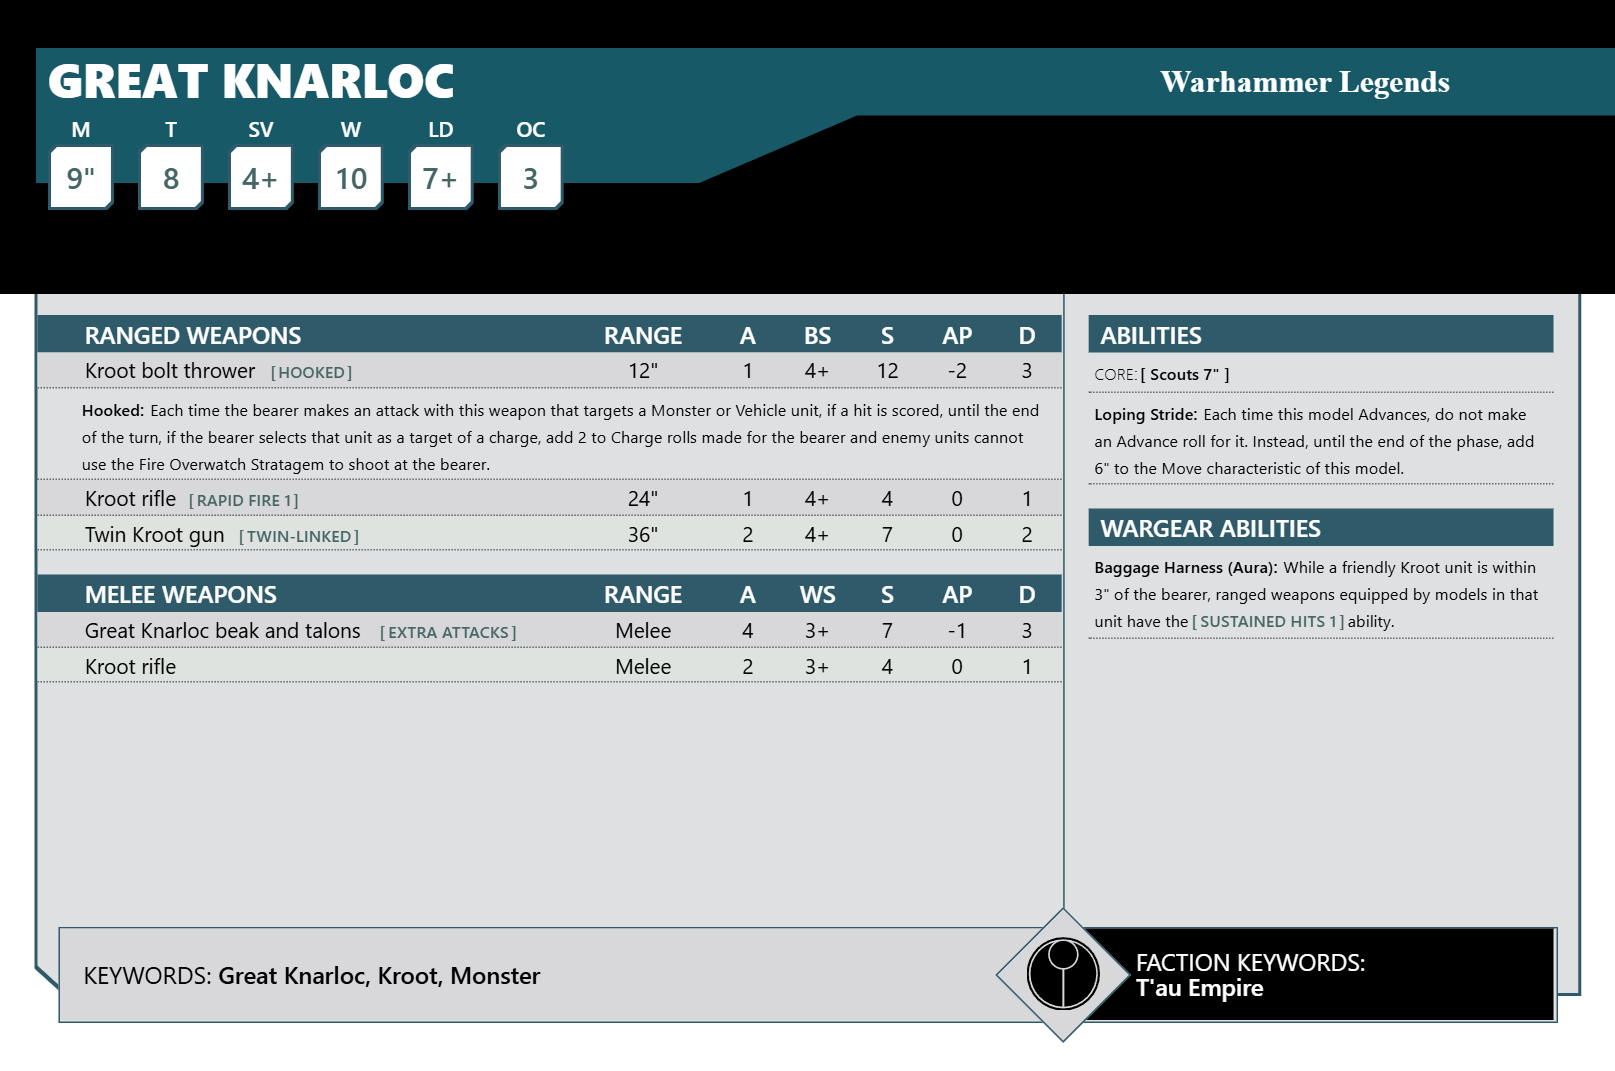 GREAT KNARLOC
Warhammer Legends
M T SV W LD OC
9" 8 4+ 10 7+ 3
RANGED WEAPONS RANGE A BS S AP D
Kroot bolt thrower [HOOKED] 12" 1 4+ 12 -2 3
Hooked: Each time the bearer makes an attack with this weapon that targets a Monster or Vehicle unit, if a hit is scored, until the end
of the turn, if the bearer selects that unit as a target of a charge, add 2 to Charge rolls made for the bearer and enemy units cannot
use the Fire Overwatch Stratagem to shoot at the bearer.
Kroot rifle [RAPID FIRE 1] 24" 1 4+ 4 0 1
Twin Kroot gun [TWIN-LINKED] 36" 2 4+ 7 0 2
MELEE WEAPONS RANGE A WS S AP D
Great Knarloc beak and talons [EXTRA ATTACKS] Melee 4 3+ 7 -1 3
Kroot rifle Melee 2 3+ 4 0 1
ABILITIES
CORE: [ Scouts 7" ]
Loping Stride: Each time this model Advances, do not make
an Advance roll for it. Instead, until the end of the phase, add
6" to the Move characteristic of this model.
WARGEAR ABILITIES
Baggage Harness (Aura): While a friendly Kroot unit is within
3" of the bearer, ranged weapons equipped by models in that
unit have the [ SUSTAINED HITS 1] ability.
KEYWORDS: Great Knarloc, Kroot, Monster
FACTION KEYWORDS:
T'au Empire